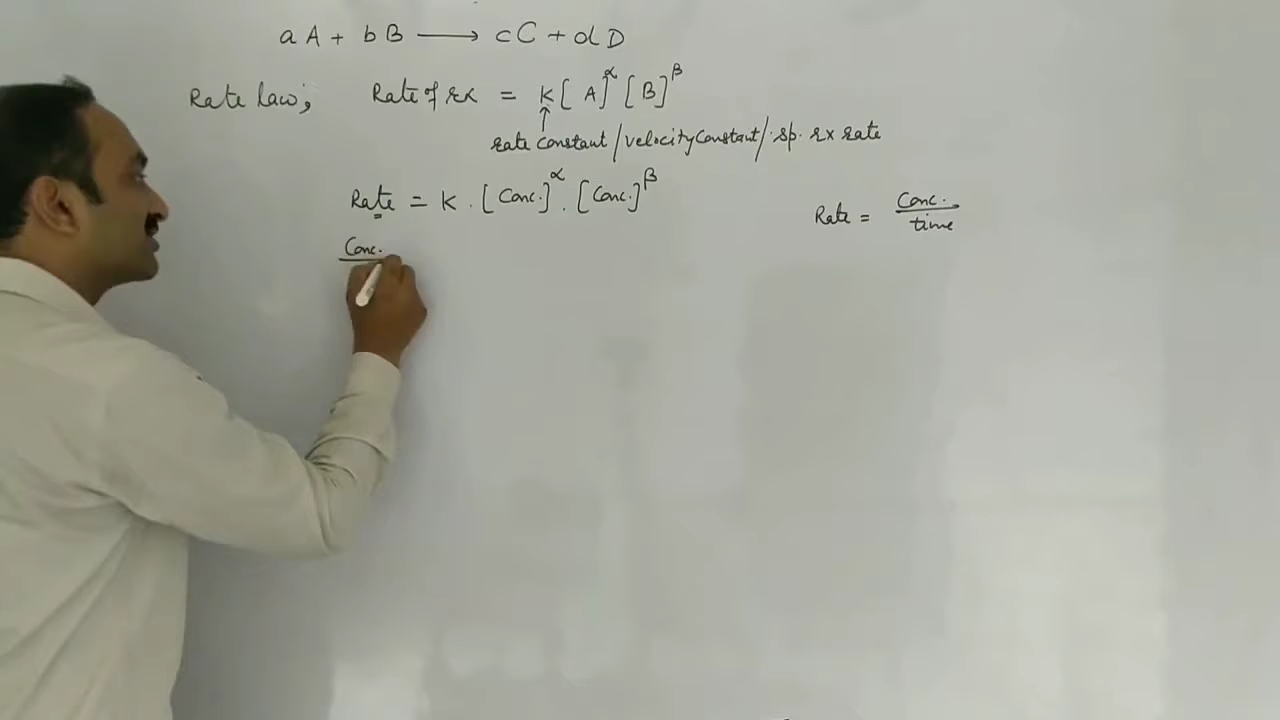 aA + bB ⟶ cC + dD
Rate law; Rate of rx = K[A]^α [B]^β
↑
rate constant / velocity constant / sp. rx rate
Rate = K . [Conc.]^α . [Conc.]^β
Rate = Conc. / time
Conc.